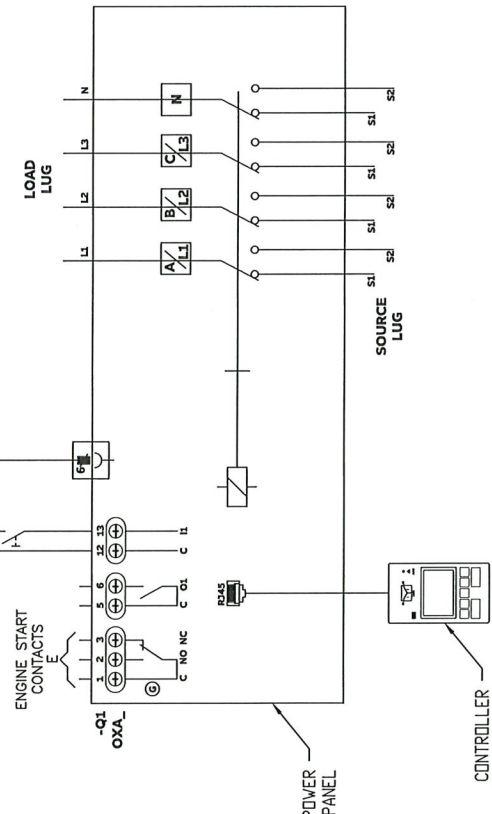 ENGINE START
CONTACTS
E
LOAD
LUG
L1
L2
L3
N
-Q1
OXA_
1
2
3
5
6
12
13
6
G
C
NO
NC
C
O1
C
I1
A/L1
B/L2
C/L3
N
RJ45
S1
S2
S1
S2
S1
S2
S1
S2
SOURCE
LUG
POWER
PANEL
CONTROLLER